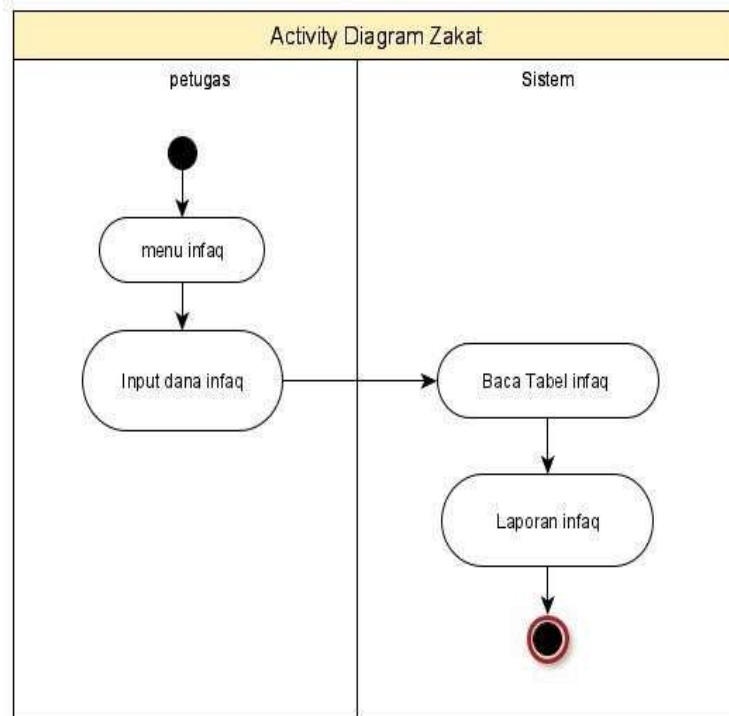 Activity Diagram Zakat
petugas
Sistem
menu infaq
Input dana infaq
Baca Tabel infaq
Laporan infaq